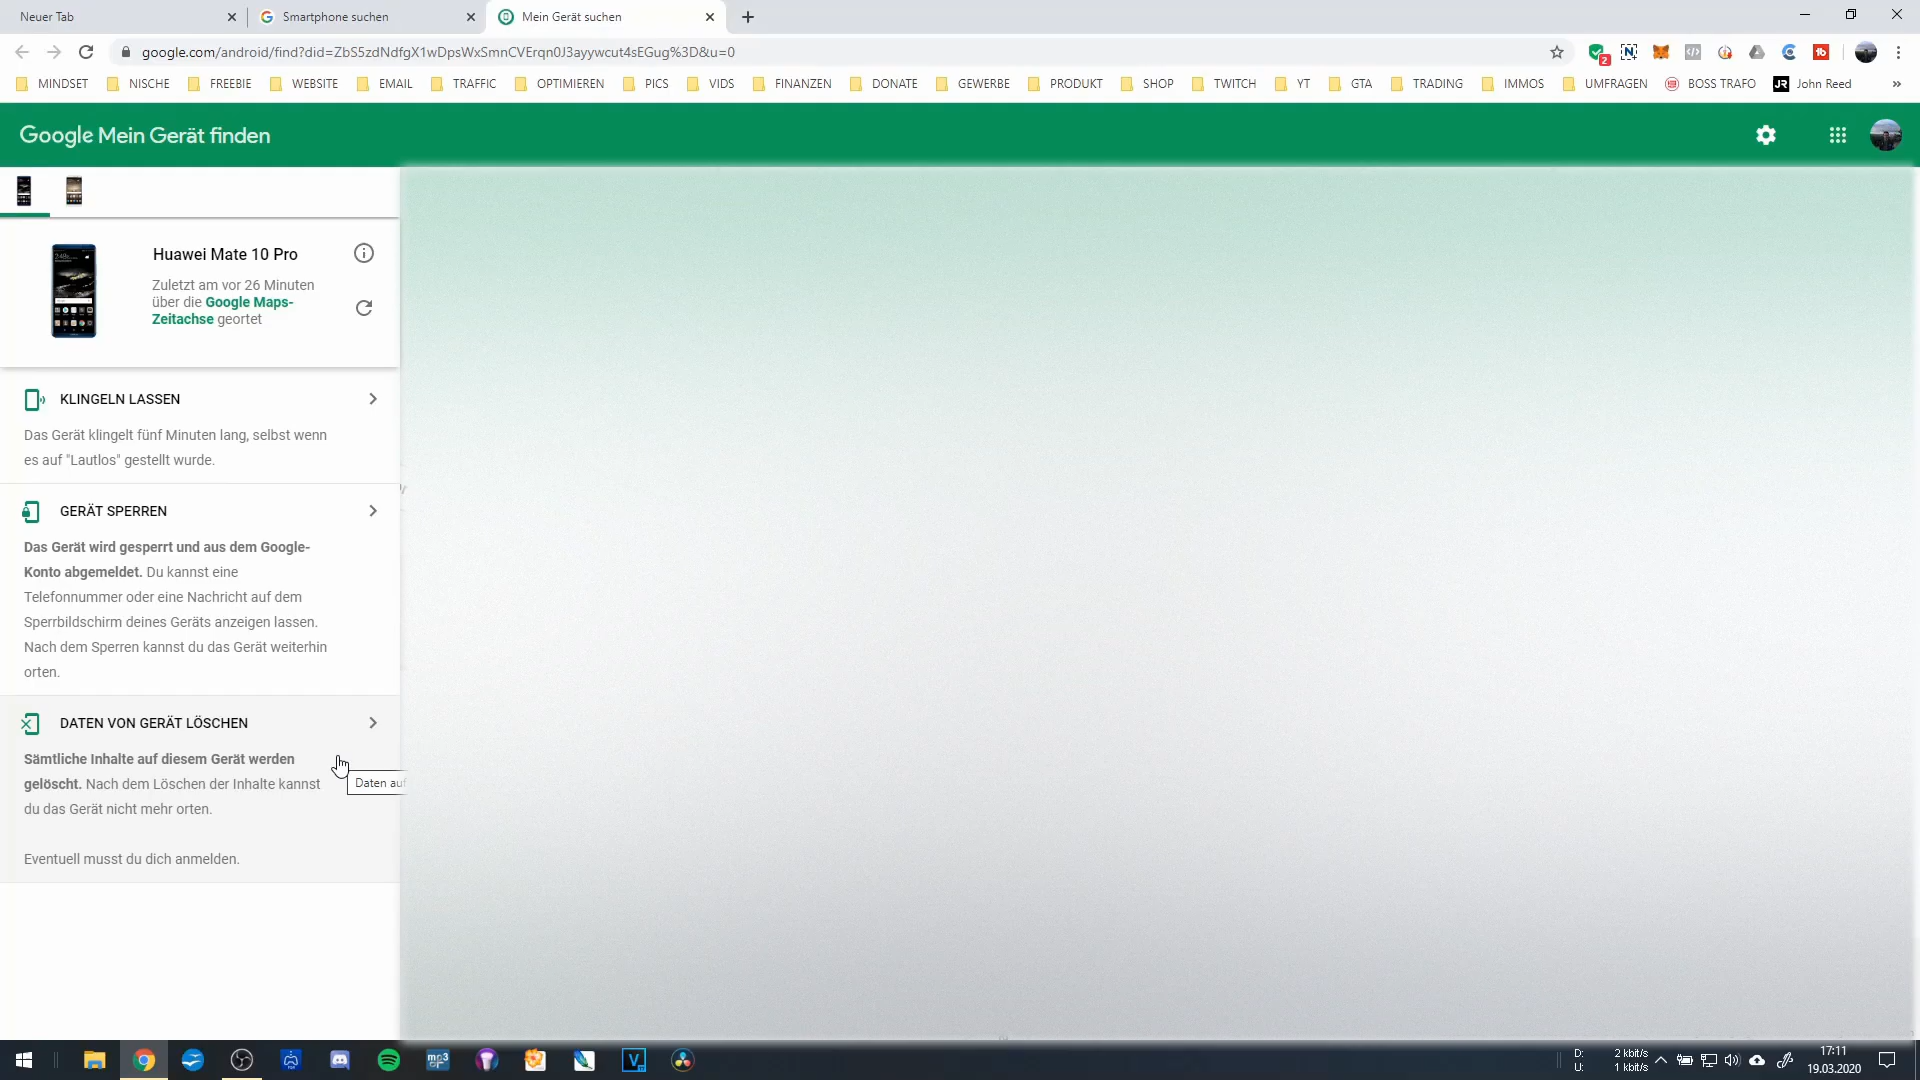 Neuer Tab
Smartphone suchen
Mein Gerät suchen
google.com/android/find?did=ZbS5zdNdfgX1wDpsWxSmnCVErqn0J3ayywcut4sEGug%3D&u=0
2
MINDSET NISCHE FREEBIE WEBSITE EMAIL TRAFFIC OPTIMIEREN PICS VIDS FINANZEN DONATE GEWERBE PRODUKT SHOP TWITCH YT GTA TRADING IMMOS UMFRAGEN BOSS TRAFO JR John Reed »
Google Mein Gerät finden
Huawei Mate 10 Pro
Zuletzt am vor 26 Minuten
über die Google Maps-
Zeitachse geortet
KLINGELN LASSEN
Das Gerät klingelt fünf Minuten lang, selbst wenn
es auf "Lautlos" gestellt wurde.
GERÄT SPERREN
Das Gerät wird gesperrt und aus dem Google-
Konto abgemeldet. Du kannst eine
Telefonnummer oder eine Nachricht auf dem
Sperrbildschirm deines Geräts anzeigen lassen.
Nach dem Sperren kannst du das Gerät weiterhin
orten.
DATEN VON GERÄT LÖSCHEN
Sämtliche Inhalte auf diesem Gerät werden
gelöscht. Nach dem Löschen der Inhalte kannst
du das Gerät nicht mehr orten.
Daten auf
Eventuell musst du dich anmelden.
mp3
D: 2 kbit/s
U: 1 kbit/s
17:11
19.03.2020